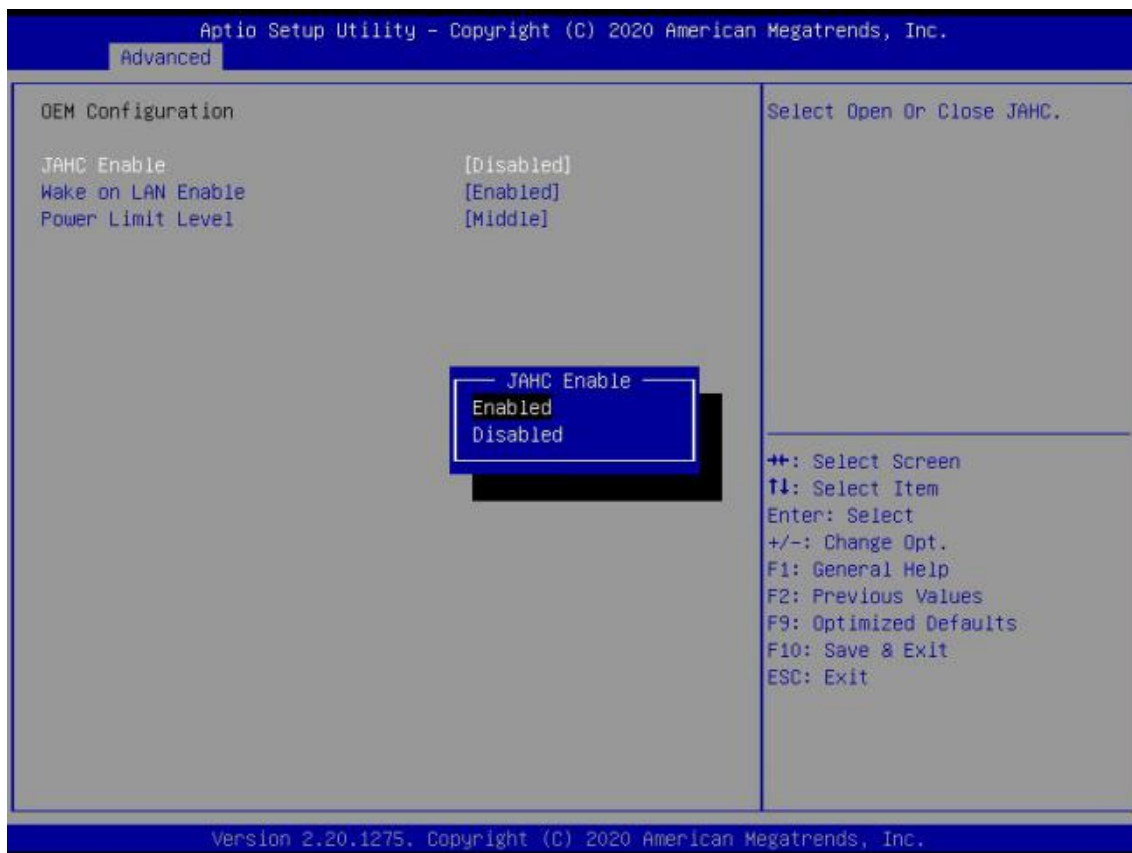 Aptio Setup Utility - Copyright (C) 2020 American Megatrends, Inc.
Advanced
OEM Configuration
JAHC Enable [Disabled]
Wake on LAN Enable [Enabled]
Power Limit Level [Middle]
JAHC Enable
Enabled
Disabled
Select Open Or Close JAHC.
→←: Select Screen
↑↓: Select Item
Enter: Select
+/-: Change Opt.
F1: General Help
F2: Previous Values
F9: Optimized Defaults
F10: Save & Exit
ESC: Exit
Version 2.20.1275. Copyright (C) 2020 American Megatrends, Inc.